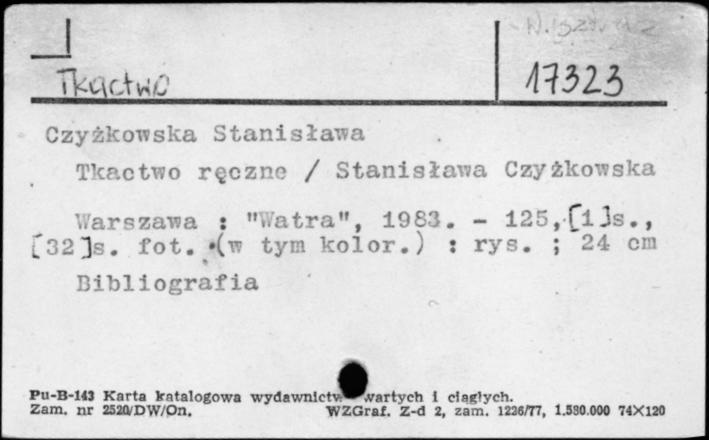 Tkactwo
17323
Czyżkowska Stanisława
Tkactwo ręczne / Stanisława Czyżkowska
Warszawa : "Watra", 1983. - 125,[1]s.,
[32]s. fot. (w tym kolor.) : rys. ; 24 cm
Bibliografia
Pu-B-143 Karta katalogowa wydawnictw wartych i ciągłych.
Zam. nr 2520/DW/On. WZGraf. Z-d 2, zam. 1226/77, 1.580.000 74×120